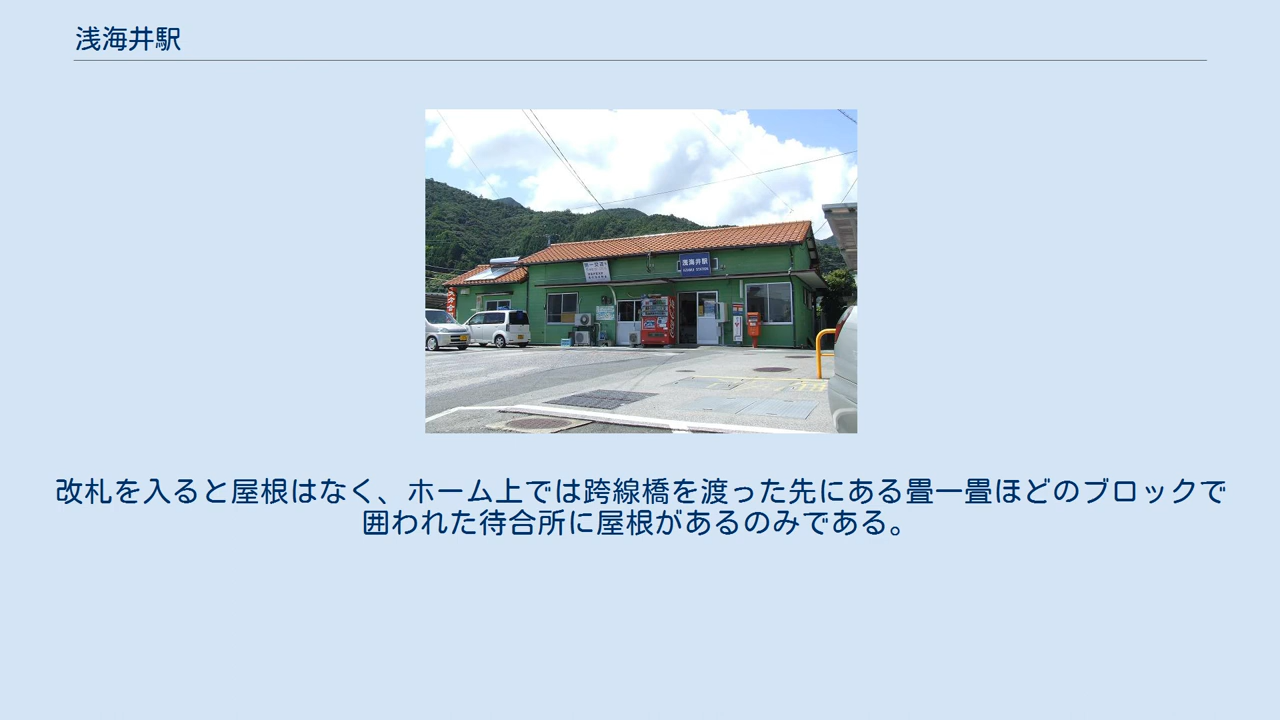 浅海井駅
浅海井駅
改札を入ると屋根はなく、ホーム上では跨線橋を渡った先にある畳一畳ほどのブロックで
囲われた待合所に屋根があるのみである。